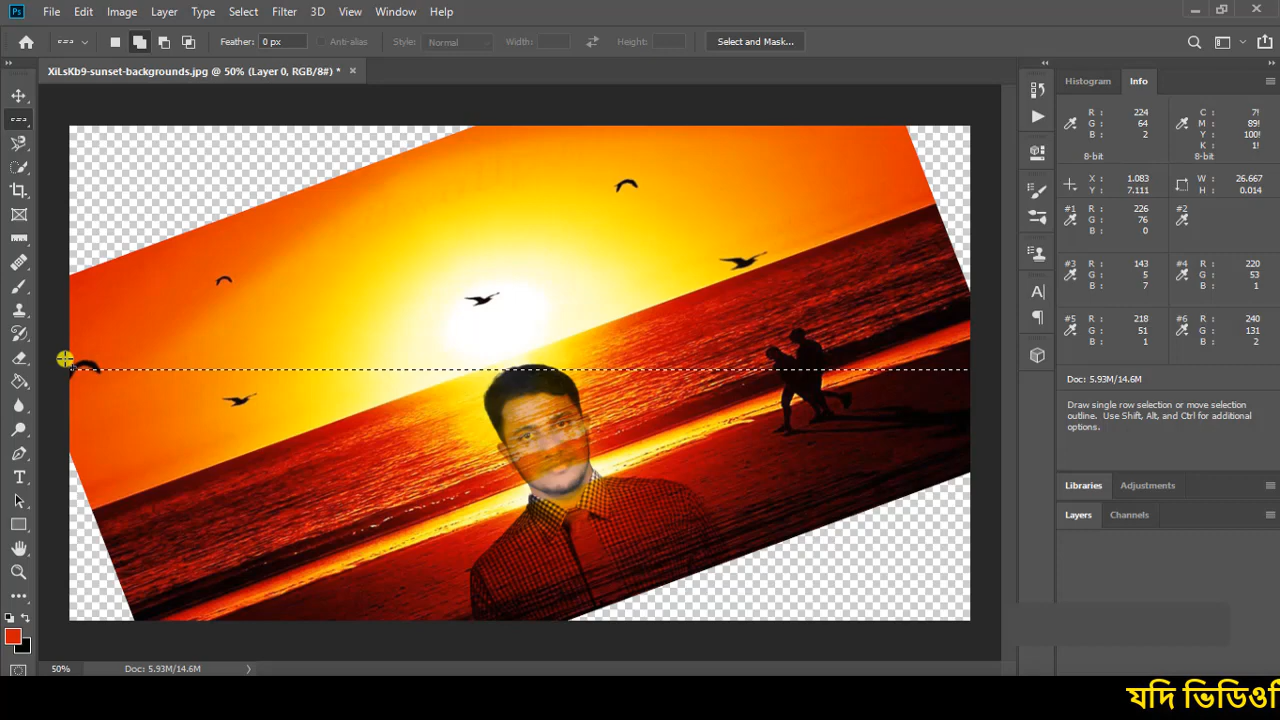 Ps File Edit Image Layer Type Select Filter 3D View Window Help
Feather: 0 px Anti-alias Style: Normal Width: Height: Select and Mask...
XiLsKb9-sunset-backgrounds.jpg @ 50% (Layer 0, RGB/8#) *
Histogram Info
R : 224 C : 7!
G : 64 M : 89!
B : 2 Y : 100!
K : 1!
8-bit 8-bit
X : 1.083 W : 26.667
Y : 7.111 H : 0.014
#1 R : 226 #2
G : 76
B : 0
#3 R : 143 #4 R : 220
G : 5 G : 53
B : 7 B : 1
#5 R : 218 #6 R : 240
G : 51 G : 131
B : 1 B : 2
Doc: 5.93M/14.6M
Draw single row selection or move selection
outline. Use Shift, Alt, and Ctrl for additional
options.
Libraries Adjustments
Layers Channels
50% Doc: 5.93M/14.6M
যদি ভিডিওটি